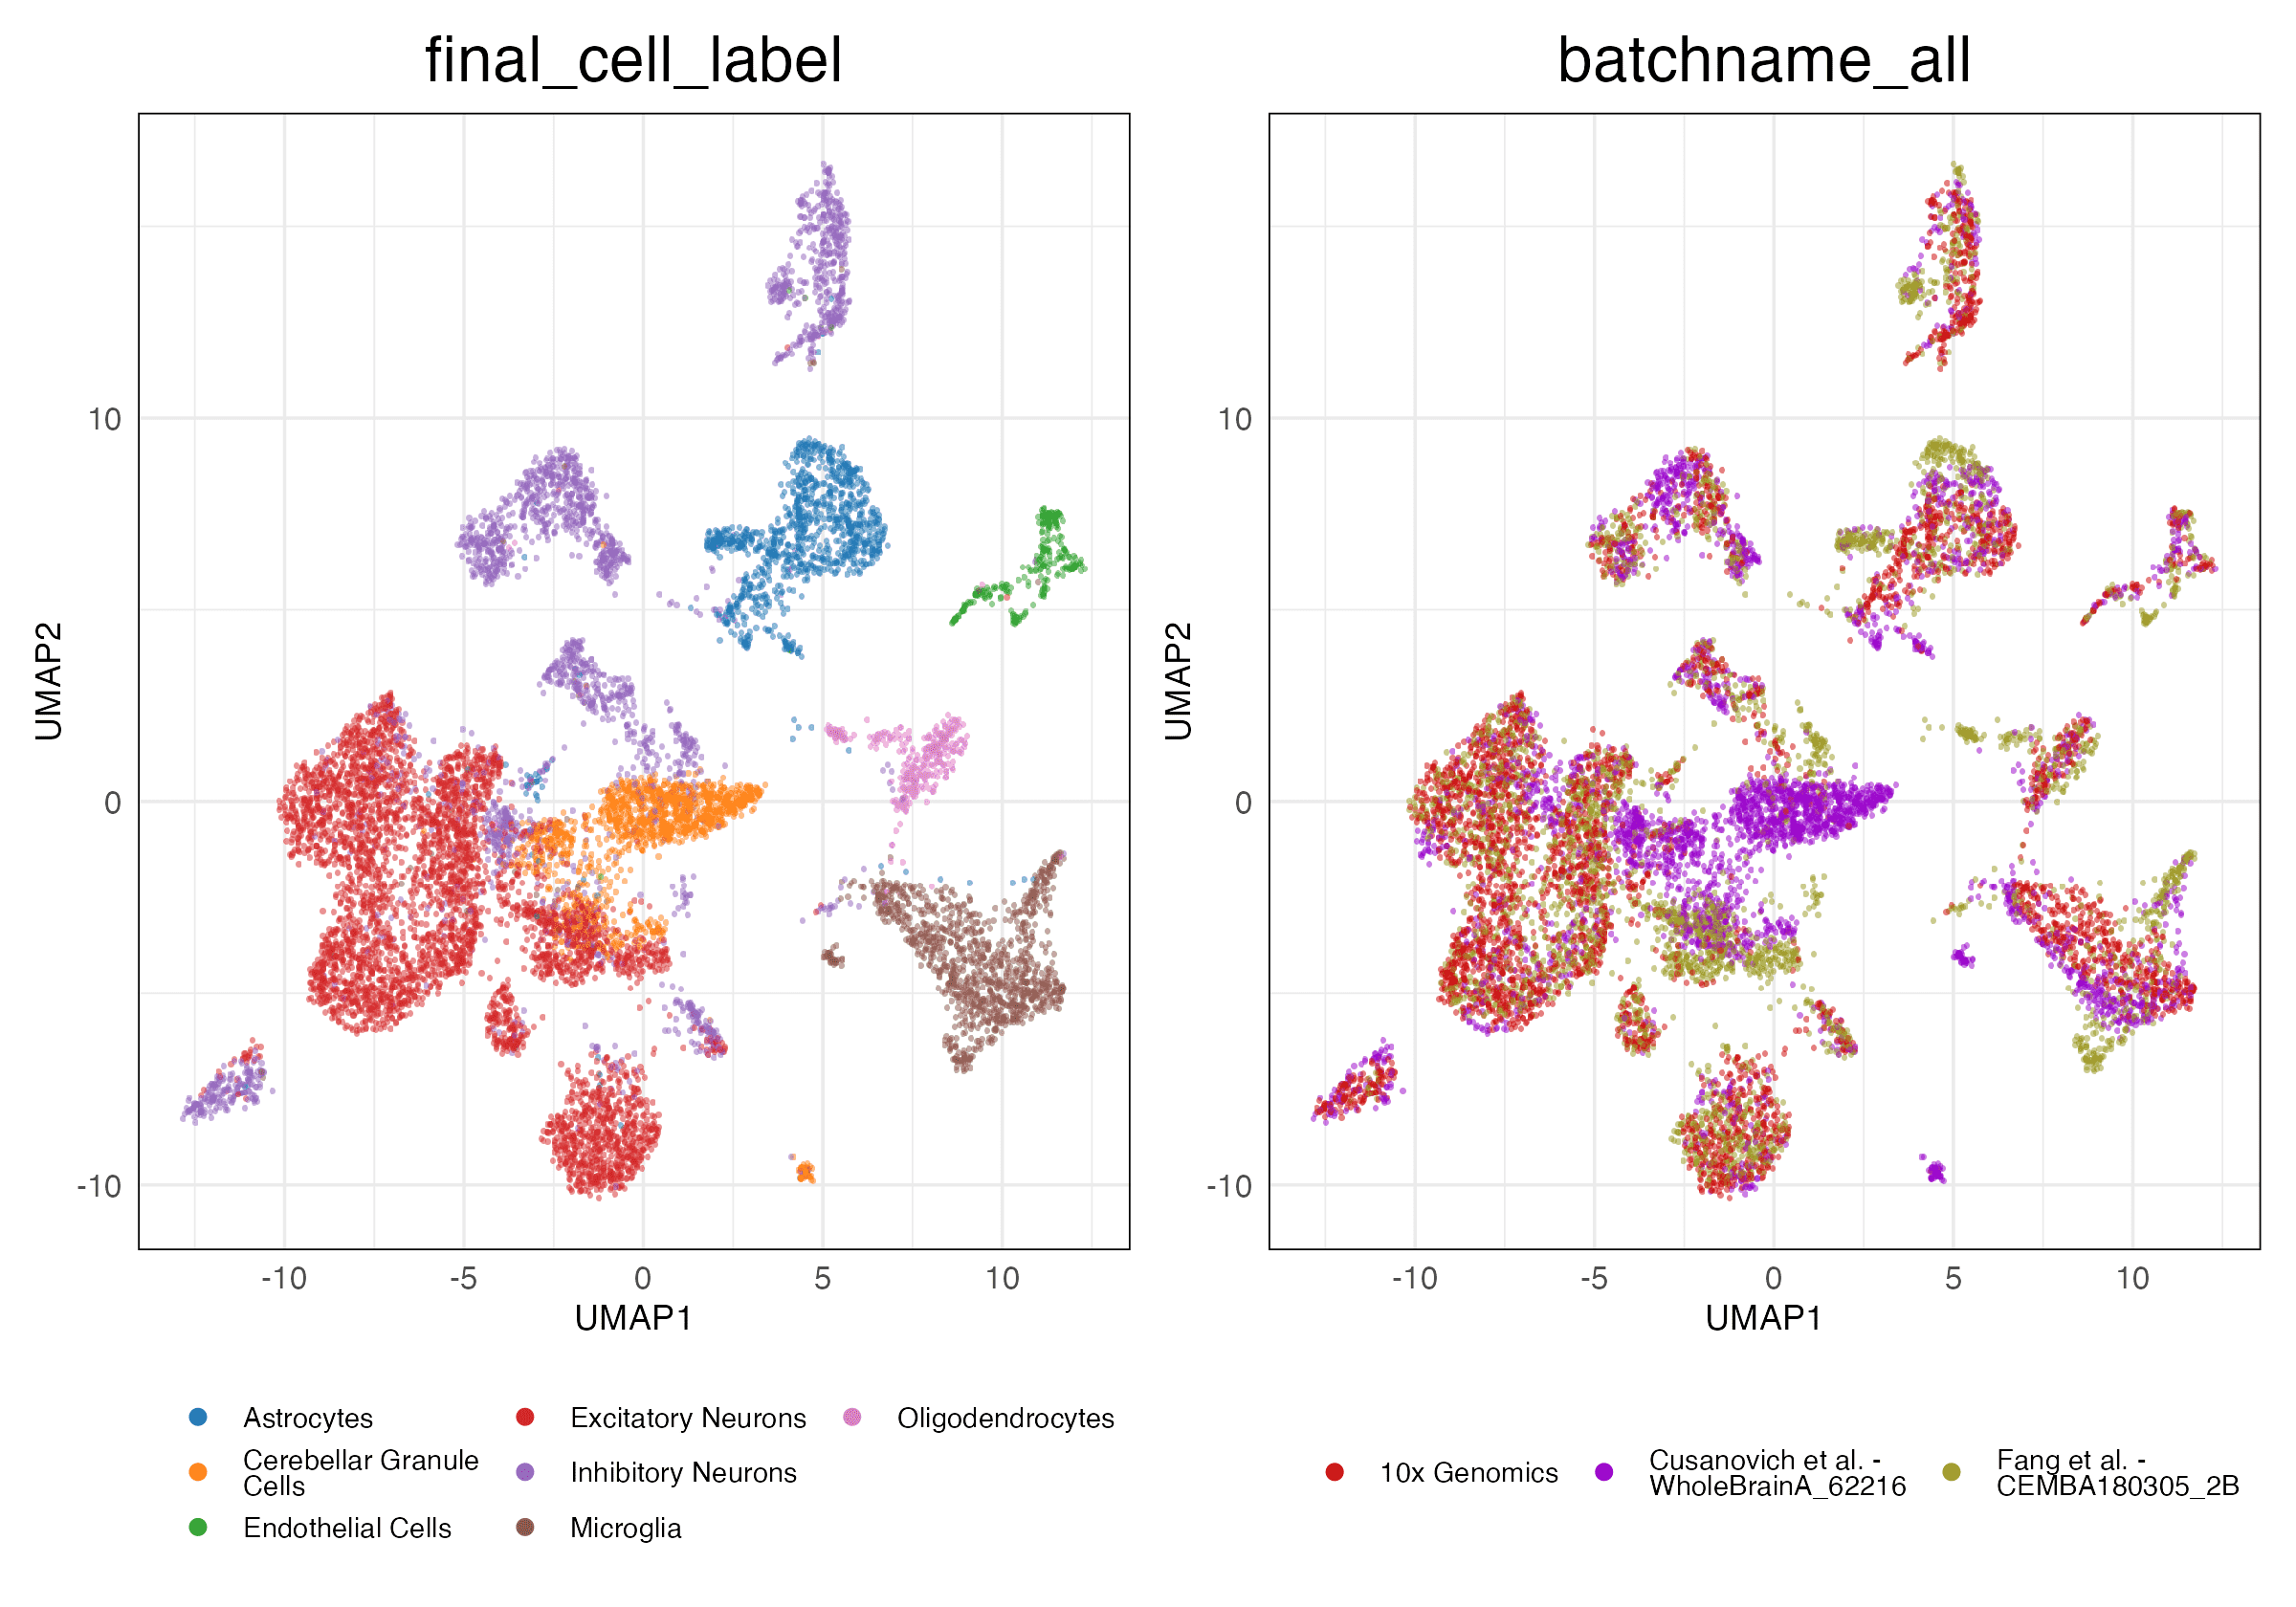 final_cell_label
batchname_all
UMAP2
10
0
-10
-10
-5
0
5
10
UMAP1
UMAP2
10
0
-10
-10
-5
0
5
10
UMAP1
Astrocytes
Cerebellar Granule
Cells
Endothelial Cells
Excitatory Neurons
Inhibitory Neurons
Microglia
Oligodendrocytes
10x Genomics
Cusanovich et al. -
WholeBrainA_62216
Fang et al. -
CEMBA180305_2B